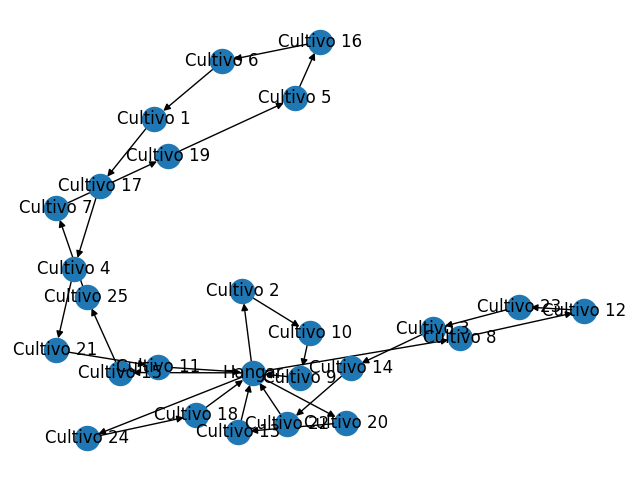 Cultivo 16
Cultivo 6
Cultivo 5
Cultivo 1
Cultivo 19
Cultivo 17
Cultivo 7
Cultivo 4
Cultivo 25
Cultivo 2
Cultivo 23
Cultivo 12
Cultivo 3
Cultivo 10
Cultivo 8
Cultivo 21
Cultivo 11
Cultivo 15
Hangar
Cultivo 9
Cultivo 14
Cultivo 18
Cultivo 24
Cultivo 13
Cultivo 22
Cultivo 20